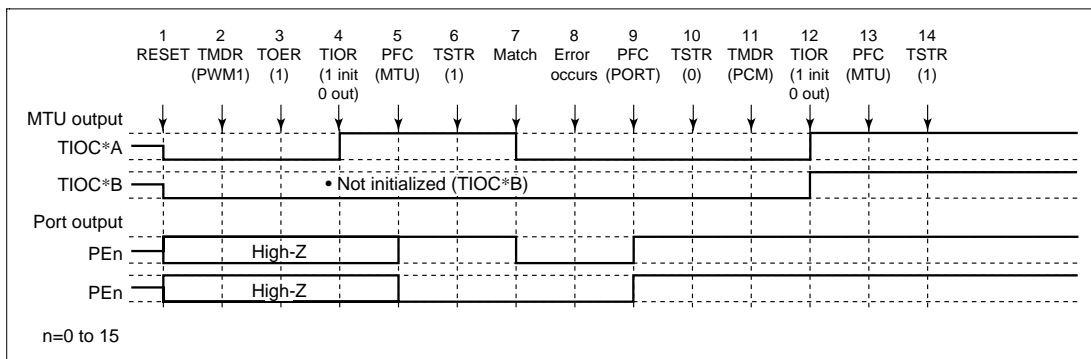 1 2 3 4 5 6 7 8 9 10 11 12 13 14
RESET TMDR TOER TIOR PFC TSTR Match Error PFC TSTR TMDR TIOR PFC TSTR
(PWM1) (1) (1 init (MTU) (1) occurs (PORT) (0) (PCM) (1 init (MTU) (1)
0 out) 0 out)
MTU output
TIOC*A
TIOC*B • Not initialized (TIOC*B)
Port output
PEn High-Z
PEn High-Z
n=0 to 15